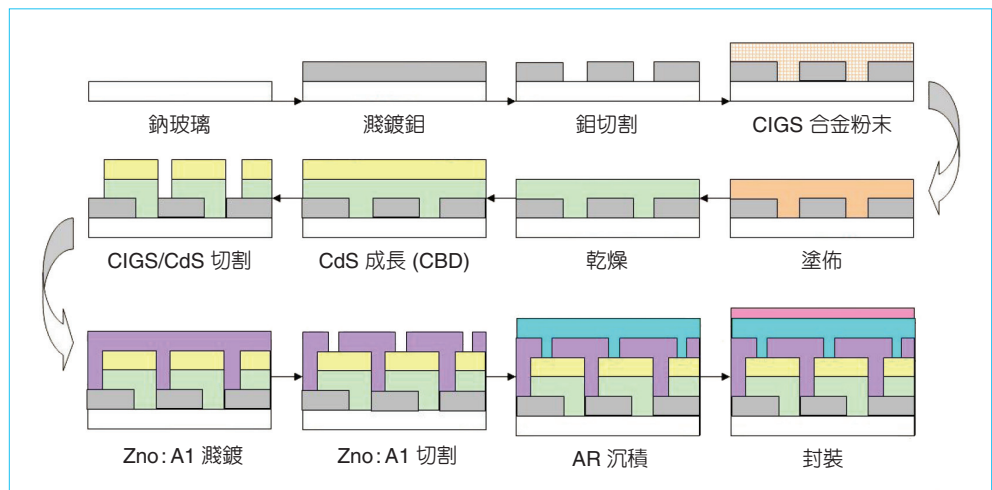 鈉玻璃
濺鍍鉬
鉬切割
CIGS 合金粉末
CIGS/CdS 切割
CdS 成長 (CBD)
乾燥
塗佈
Zno：A1 濺鍍
Zno：A1 切割
AR 沉積
封裝